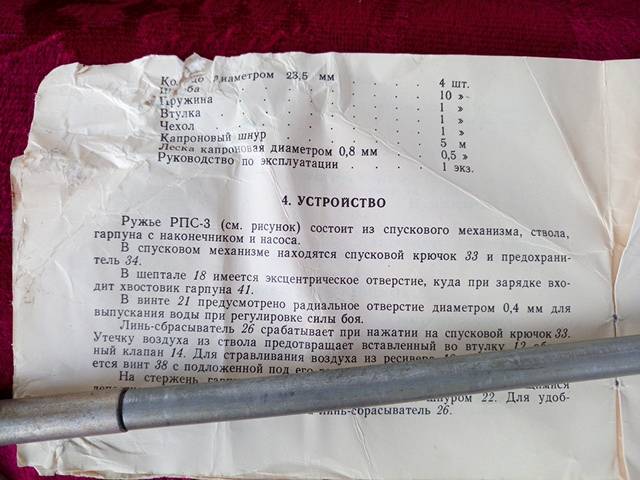 диаметром 23,5 мм . . . . 4 шт.
10 »
Пружина . . . . 1 »
Втулка . . . . 1 »
Чехол . . . . 1 »
Капроновый шнур . . . . 5 м
Леска капроновая диаметром 0,8 мм . . 0,5 »
Руководство по эксплуатации . . . . 1 экз.
4. УСТРОЙСТВО
Ружье РПС-3 (см. рисунок) состоит из спускового механизма, ствола,
гарпуна с наконечником и насоса.
В спусковом механизме находятся спусковой крючок 33 и предохрани-
тель 34.
В шептале 18 имеется эксцентрическое отверстие, куда при зарядке вхо-
дит хвостовик гарпуна 41.
В винте 21 предусмотрено радиальное отверстие диаметром 0,4 мм для
выпускания воды при регулировке силы боя.
Линь-сбрасыватель 26 срабатывает при нажатии на спусковой крючок 33.
Утечку воздуха из ствола предотвращает вставленный во втулку 12
ный клапан 14. Для стравливания воздуха из
ется винт 38 с подложенной под его
На стержень
22. Для удоб-
линь-сбрасыватель 26.